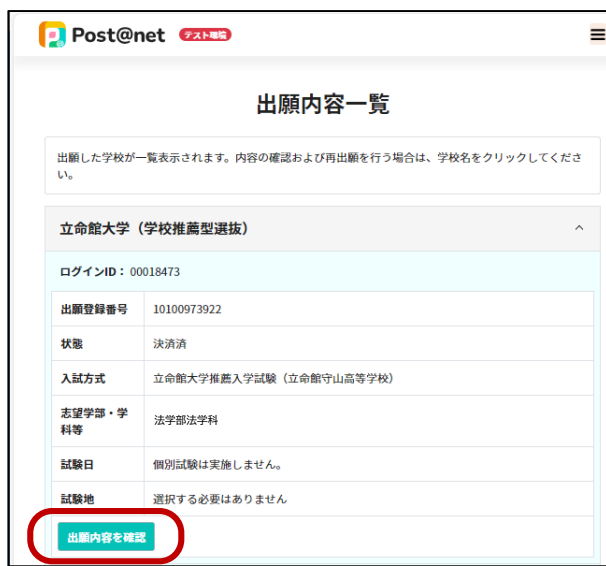 Post@net テスト環境
出願内容一覧
出願した学校が一覧表示されます。内容の確認および再出願を行う場合は、学校名をクリックしてくださ
い。
立命館大学（学校推薦型選抜）
ログインID： 00018473
出願登録番号 10100973922
状態 決済済
入試方式 立命館大学推薦入学試験（立命館守山高等学校）
志望学部・学
科等 法学部法学科
試験日 個別試験は実施しません。
試験地 選択する必要はありません
出願内容を確認